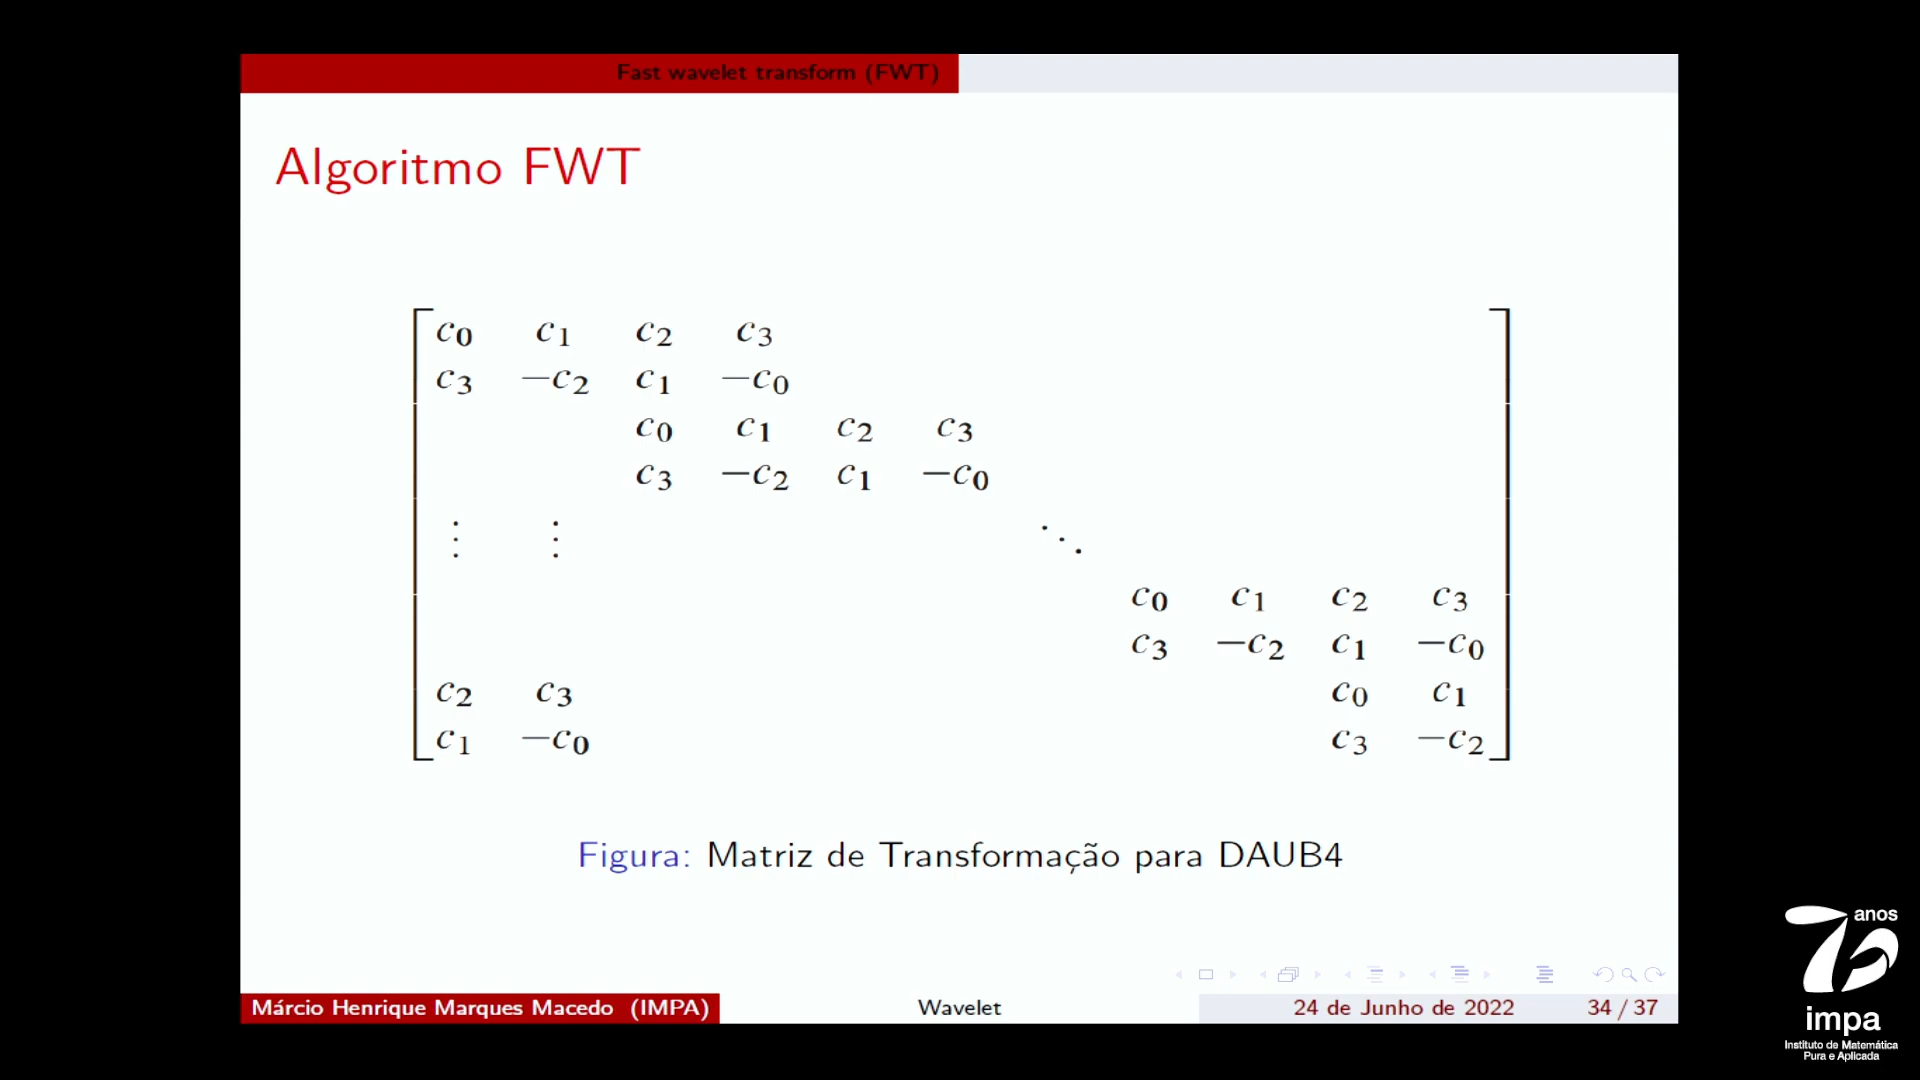 Fast wavelet transform (FWT)
Algoritmo FWT
c₀ c₁ c₂ c₃
c₃ −c₂ c₁ −c₀
c₀ c₁ c₂ c₃
c₃ −c₂ c₁ −c₀
⋮ ⋮ ⋱
c₀ c₁ c₂ c₃
c₃ −c₂ c₁ −c₀
c₂ c₃ c₀ c₁
c₁ −c₀ c₃ −c₂
Figura: Matriz de Transformação para DAUB4
Márcio Henrique Marques Macedo (IMPA) Wavelet 24 de Junho de 2022 34 / 37
70 anos
impa
Instituto de Matemática
Pura e Aplicada